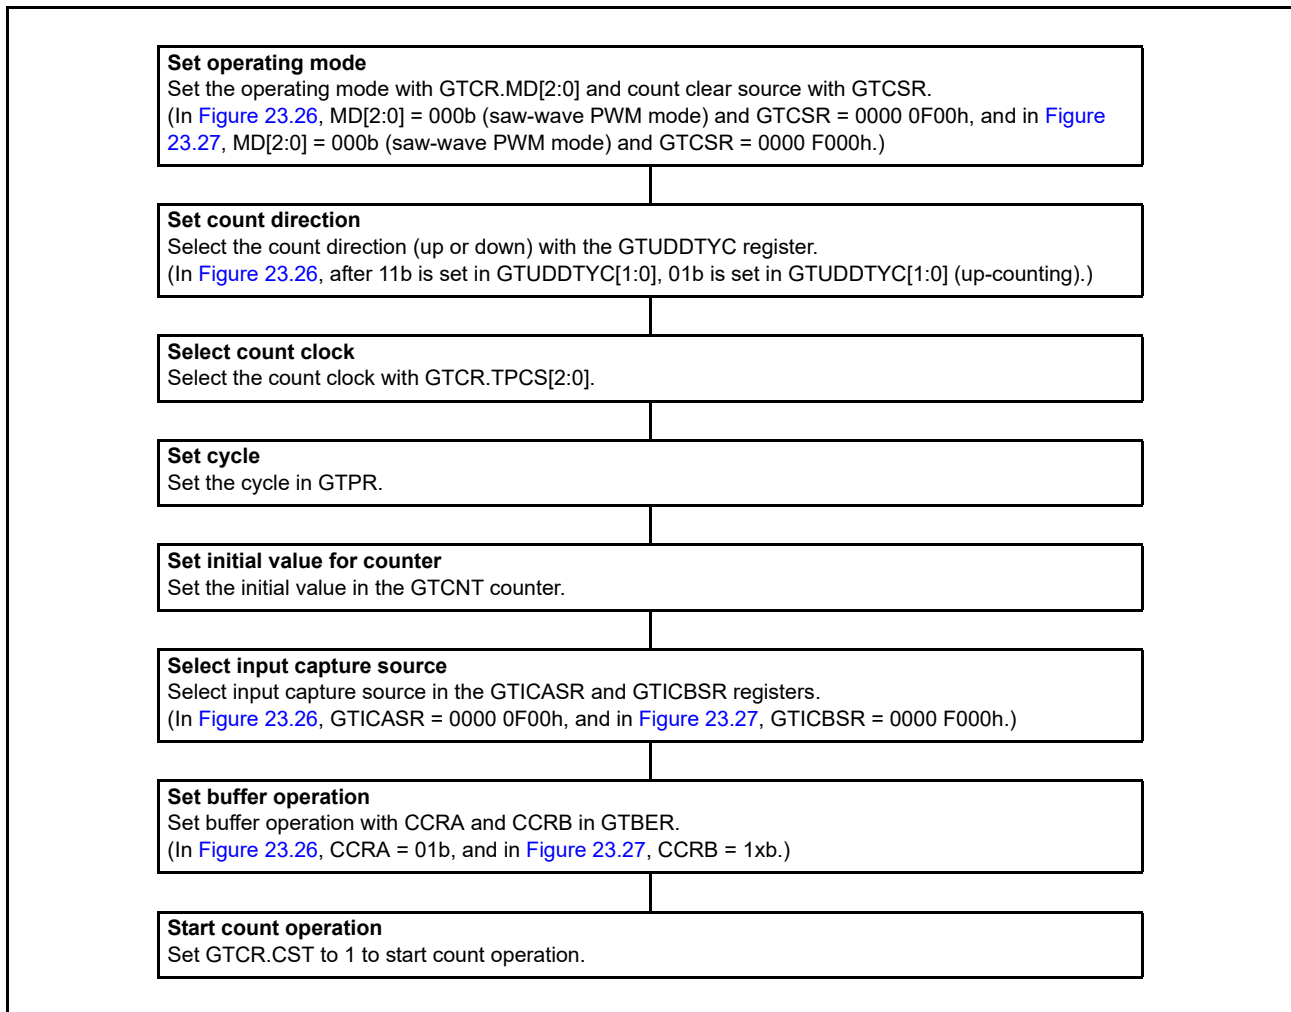 Set operating mode
Set the operating mode with GTCR.MD[2:0] and count clear source with GTCSR.
(In Figure 23.26, MD[2:0] = 000b (saw-wave PWM mode) and GTCSR = 0000 0F00h, and in Figure
23.27, MD[2:0] = 000b (saw-wave PWM mode) and GTCSR = 0000 F000h.)
Set count direction
Select the count direction (up or down) with the GTUDDTYC register.
(In Figure 23.26, after 11b is set in GTUDDTYC[1:0], 01b is set in GTUDDTYC[1:0] (up-counting).)
Select count clock
Select the count clock with GTCR.TPCS[2:0].
Set cycle
Set the cycle in GTPR.
Set initial value for counter
Set the initial value in the GTCNT counter.
Select input capture source
Select input capture source in the GTICASR and GTICBSR registers.
(In Figure 23.26, GTICASR = 0000 0F00h, and in Figure 23.27, GTICBSR = 0000 F000h.)
Set buffer operation
Set buffer operation with CCRA and CCRB in GTBER.
(In Figure 23.26, CCRA = 01b, and in Figure 23.27, CCRB = 1xb.)
Start count operation
Set GTCR.CST to 1 to start count operation.